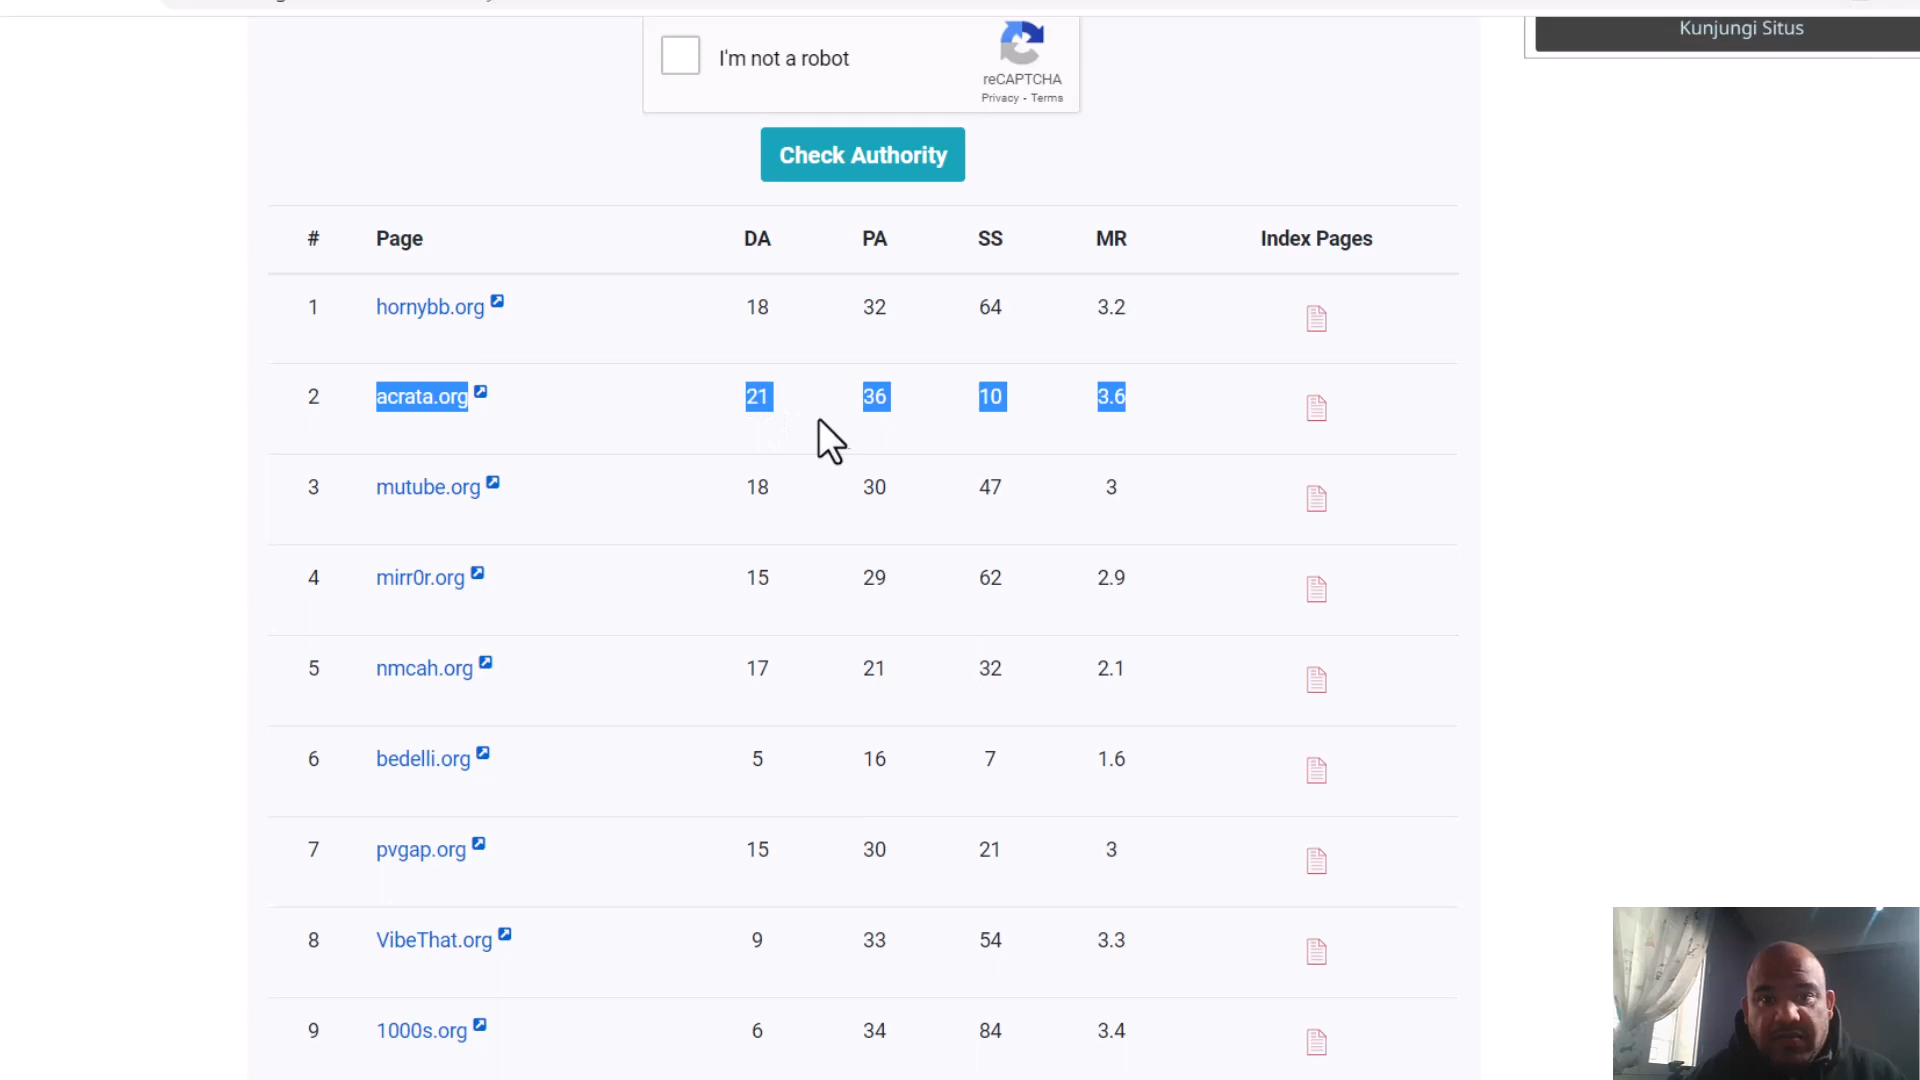 Kunjungi Situs
I'm not a robot
reCAPTCHA
Privacy - Terms
Check Authority
# Page DA PA SS MR Index Pages
1 hornybb.org 18 32 64 3.2
2 acrata.org 21 36 10 3.6
3 mutube.org 18 30 47 3
4 mirr0r.org 15 29 62 2.9
5 nmcah.org 17 21 32 2.1
6 bedelli.org 5 16 7 1.6
7 pvgap.org 15 30 21 3
8 VibeThat.org 9 33 54 3.3
9 1000s.org 6 34 84 3.4